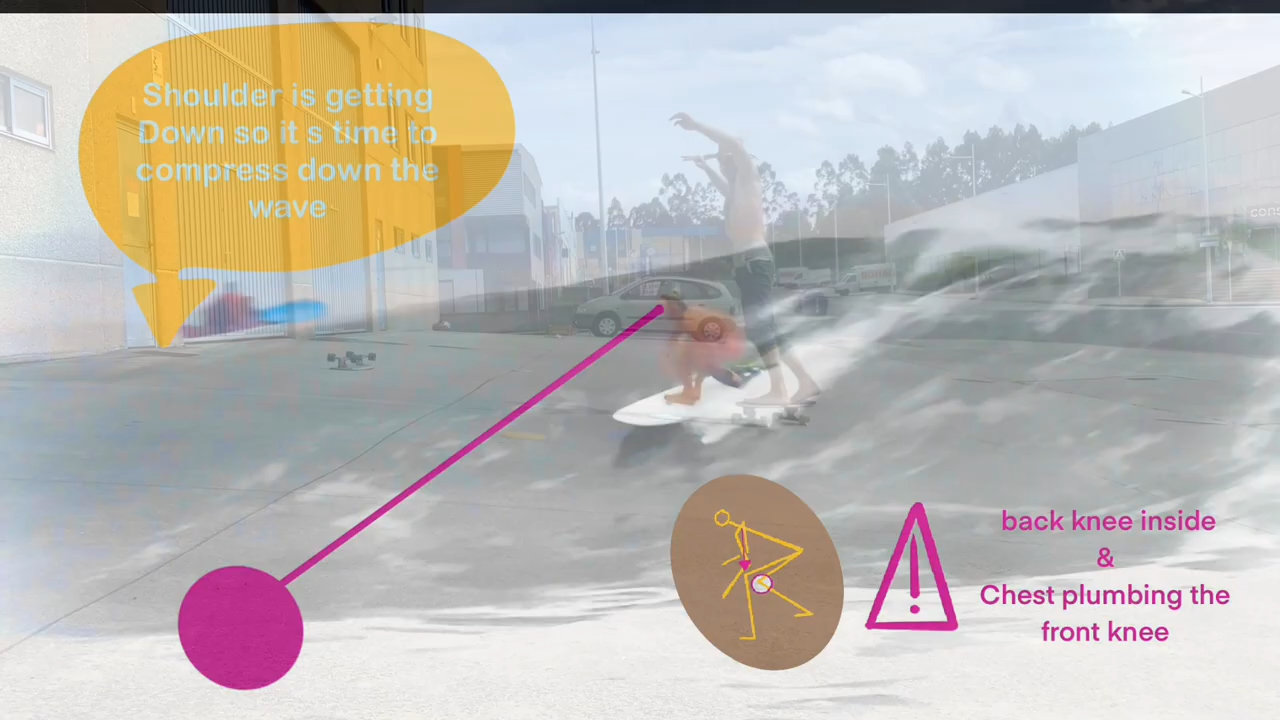 Shoulder is getting
Down so it s time to
compress down the
wave
back knee inside
&
Chest plumbing the
front knee